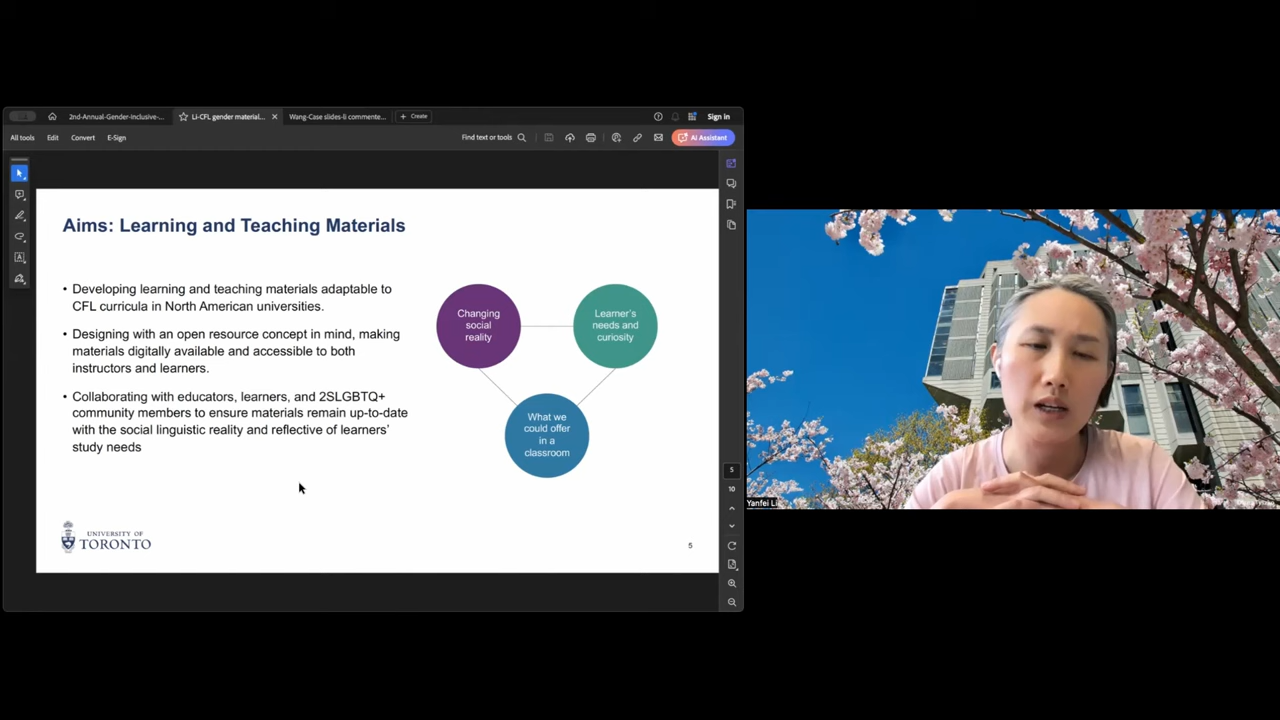 2nd-Annual-Gender-Inclusive-...
Li-CFL gender material...
Wang-Case slides-li commente...
Create
Sign in
All tools
Edit
Convert
E-Sign
Find text or tools
AI Assistant
Aims: Learning and Teaching Materials
• Developing learning and teaching materials adaptable to
CFL curricula in North American universities.
• Designing with an open resource concept in mind, making
materials digitally available and accessible to both
instructors and learners.
• Collaborating with educators, learners, and 2SLGBTQ+
community members to ensure materials remain up-to-date
with the social linguistic reality and reflective of learners'
study needs
Changing
social
reality
Learner's
needs and
curiosity
What we
could offer
in a
classroom
UNIVERSITY OF
TORONTO
5
5
10
Yanfei Li